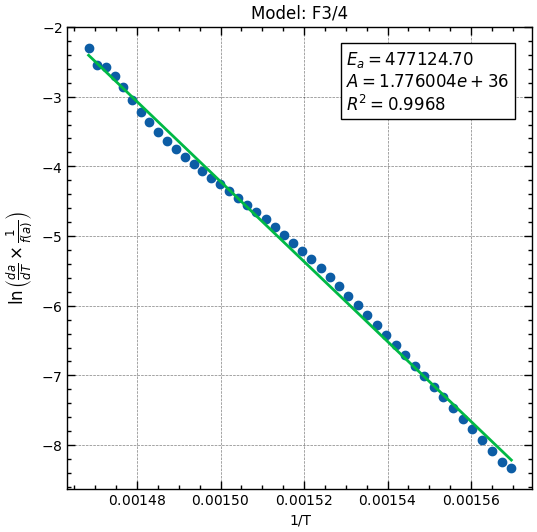 Model: F3/4
E_a = 477124.70
A = 1.776004e + 36
R^2 = 0.9968
ln(da/dT × 1/f(a))
−2
−3
−4
−5
−6
−7
−8
0.00148 0.00150 0.00152 0.00154 0.00156
1/T